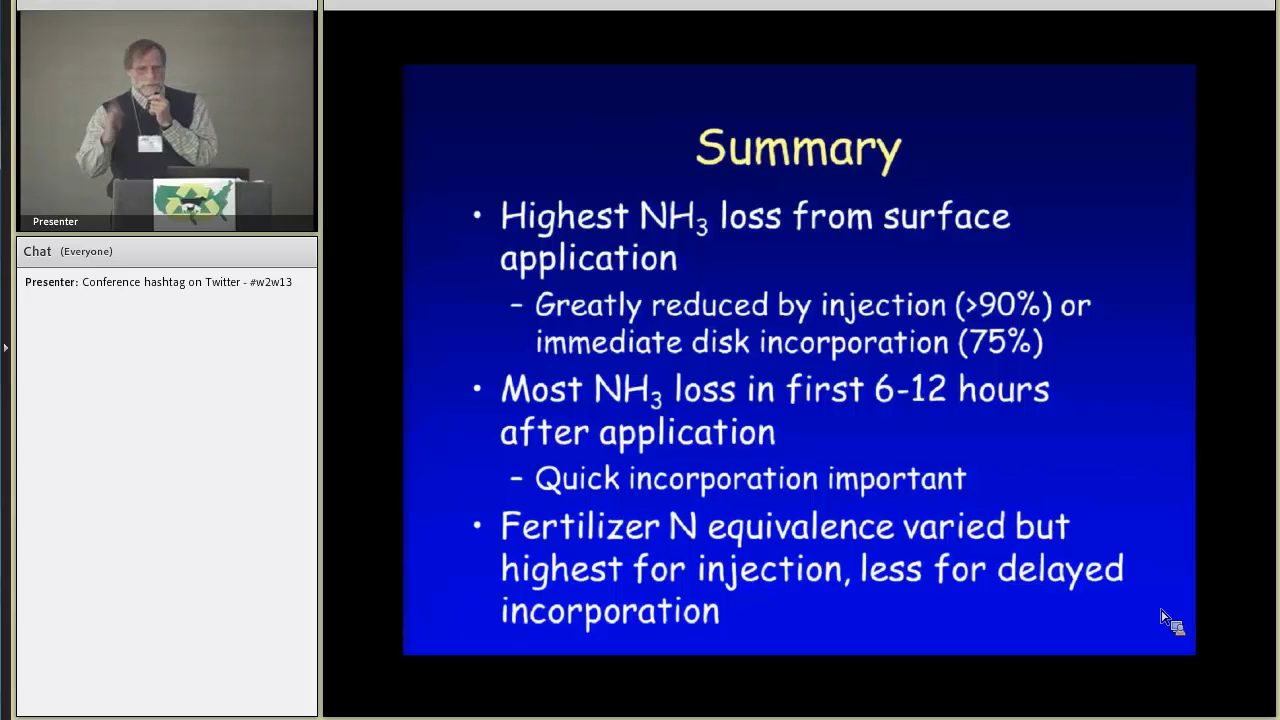 Presenter
Chat (Everyone)
Presenter: Conference hashtag on Twitter - #w2w13
Summary
• Highest NH₃ loss from surface
application
– Greatly reduced by injection (>90%) or
immediate disk incorporation (75%)
• Most NH₃ loss in first 6-12 hours
after application
– Quick incorporation important
• Fertilizer N equivalence varied but
highest for injection, less for delayed
incorporation